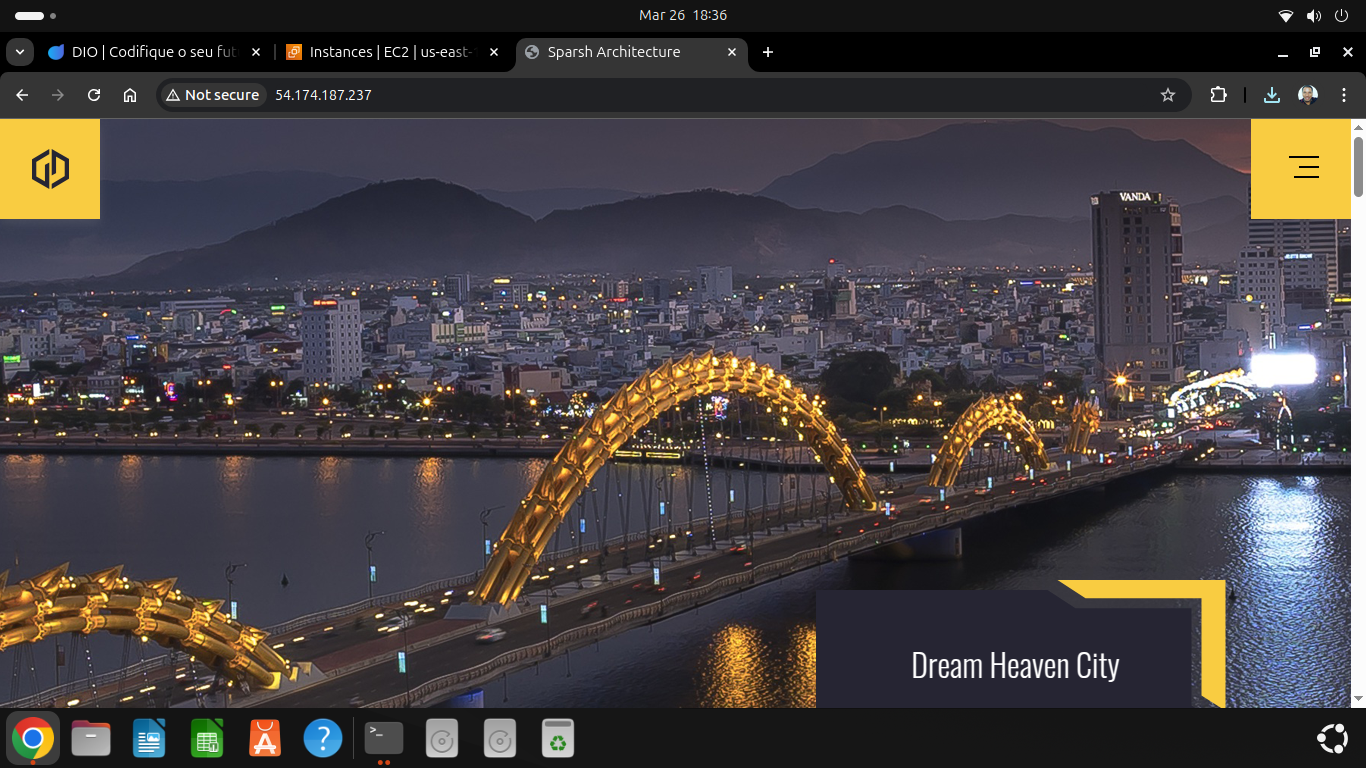 Mar 26 18:36
DIO | Codifique o seu fut
Instances | EC2 | us-east-
Sparsh Architecture
Not secure
54.174.187.237
VANDA
Dream Heaven City